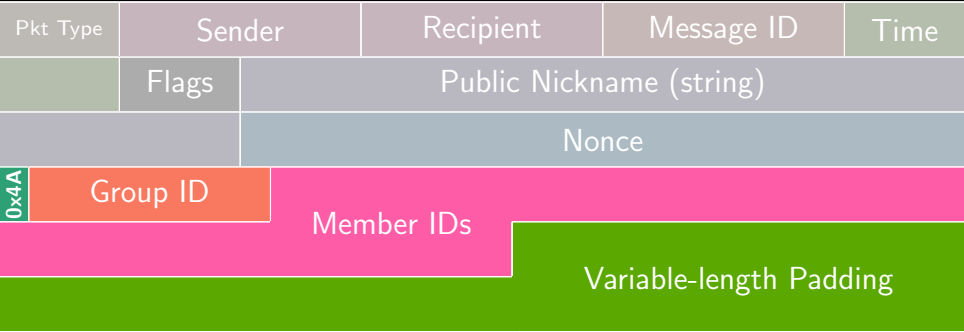 Pkt Type Sender Recipient Message ID Time
Flags Public Nickname (string)
Nonce
0x4A Group ID
Member IDs
Variable-length Padding